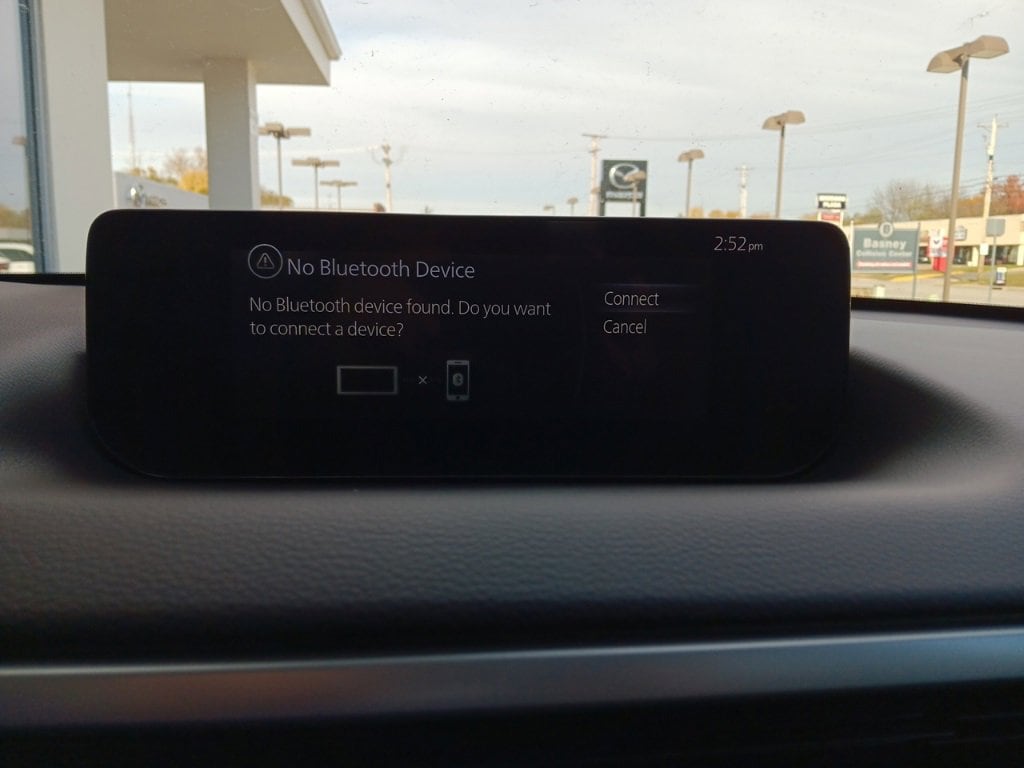 2:52pm
No Bluetooth Device
No Bluetooth device found. Do you want
to connect a device?
Connect
Cancel
Basney
Collision Center